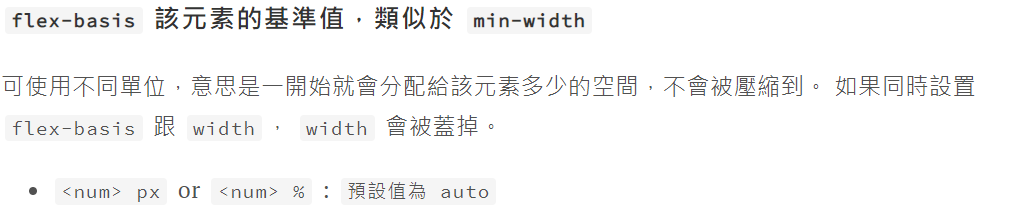 flex-basis 該元素的基準值，類似於 min-width
可使用不同單位，意思是一開始就會分配給該元素多少的空間，不會被壓縮到。 如果同時設置
flex-basis 跟 width ， width 會被蓋掉。
• <num> px or <num> % : 預設值為 auto